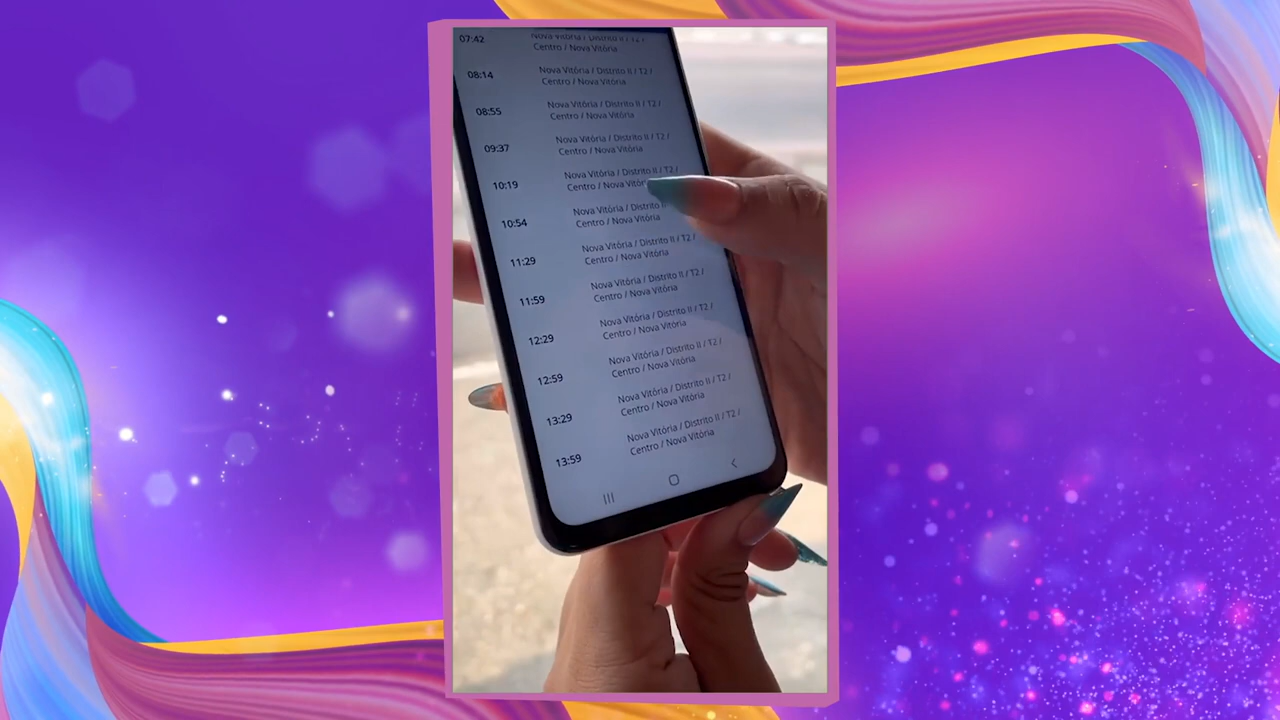 07:42 Nova Vitória / Distrito II / T2 /
Centro / Nova Vitória
08:14 Nova Vitória / Distrito II / T2 /
Centro / Nova Vitória
08:55 Nova Vitória / Distrito II / T2 /
Centro / Nova Vitória
09:37 Nova Vitória / Distrito II / T2 /
Centro / Nova Vitória
10:19 Nova Vitória / Distrito II / T2 /
Centro / Nova Vitória
10:54 Nova Vitória / Distrito
Centro / Nova Vitória
11:29 Nova Vitória / Distrito II / T2 /
Centro / Nova Vitória
11:59 Nova Vitória / Distrito II / T2 /
Centro / Nova Vitória
12:29 Nova Vitória / Distrito II / T2 /
Centro / Nova Vitória
12:59 Nova Vitória / Distrito II / T2 /
Centro / Nova Vitória
13:29 Nova Vitória / Distrito II / T2 /
Centro / Nova Vitória
13:59 Nova Vitória / Distrito II / T2 /
Centro / Nova Vitória